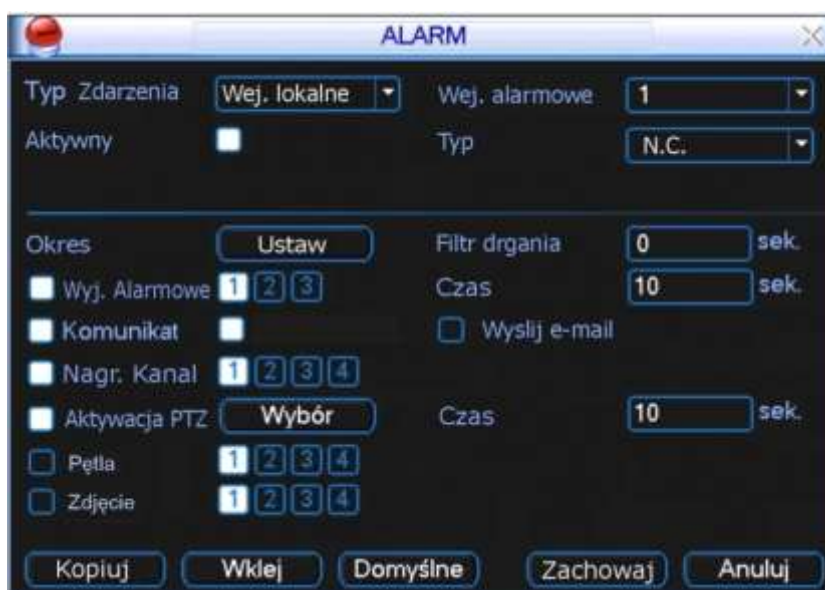 ALARM
Typ Zdarzenia Wej. lokalne Wej. alarmowe 1
Aktywny Typ N.C.
Okres Ustaw Filtr drgania 0 sek.
Wyj. Alarmowe 1 2 3 Czas 10 sek.
Komunikat Wyslij e-mail
Nagr. Kanal 1 2 3 4
Aktywacja PTZ Wybór Czas 10 sek.
Pętla 1 2 3 4
Zdjęcie 1 2 3 4
Kopiuj Wklej Domyślne Zachowaj Anuluj